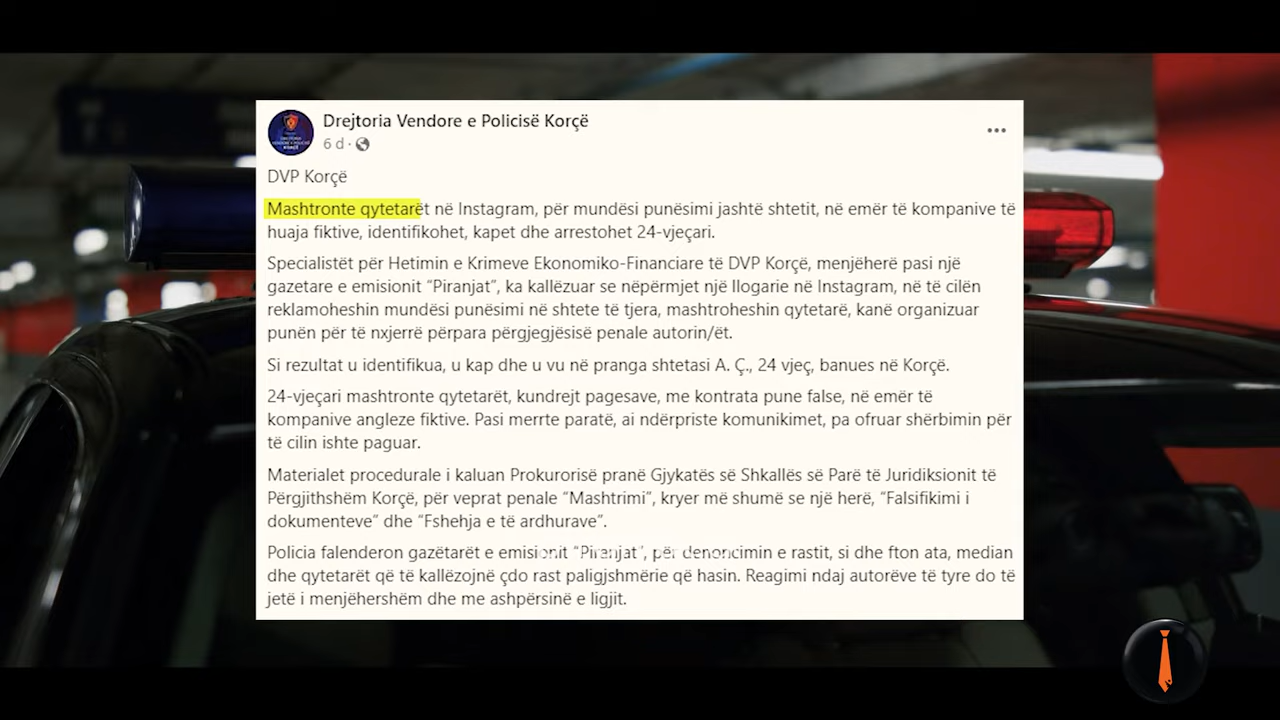 Drejtoria Vendore e Policisë Korçë
6 d ·
DVP Korçë
Mashtronte qytetarët në Instagram, për mundësi punësimi jashtë shtetit, në emër të kompanive të
huaja fiktive, identifikohet, kapet dhe arrestohet 24-vjeçari.
Specialistët për Hetimin e Krimeve Ekonomiko-Financiare të DVP Korçë, menjëherë pasi një
gazetare e emisionit “Piranjat”, ka kallëzuar se nëpërmjet një llogarie në Instagram, në të cilën
reklamoheshin mundësi punësimi në shtete të tjera, mashtroheshin qytetarë, kanë organizuar
punën për të nxjerrë përpara përgjegjësisë penale autorin/ët.
Si rezultat u identifikua, u kap dhe u vu në pranga shtetasi A. Ç., 24 vjeç, banues në Korçë.
24-vjeçari mashtronte qytetarët, kundrejt pagesave, me kontrata pune false, në emër të
kompanive angleze fiktive. Pasi merrte paratë, ai ndërpriste komunikimet, pa ofruar shërbimin për
të cilin ishte paguar.
Materialet procedurale i kaluan Prokurorisë pranë Gjykatës së Shkallës së Parë të Juridiksionit të
Përgjithshëm Korçë, për veprat penale “Mashtrimi”, kryer më shumë se një herë, “Falsifikimi i
dokumenteve” dhe “Fshehja e të ardhurave”.
Policia falenderon gazëtarët e emisionit “Piranjat”, për denoncimin e rastit, si dhe fton ata, median
dhe qytetarët që të kallëzojnë çdo rast paligjshmërie që hasin. Reagimi ndaj autorëve të tyre do të
jetë i menjëhershëm dhe me ashpërsinë e ligjit.